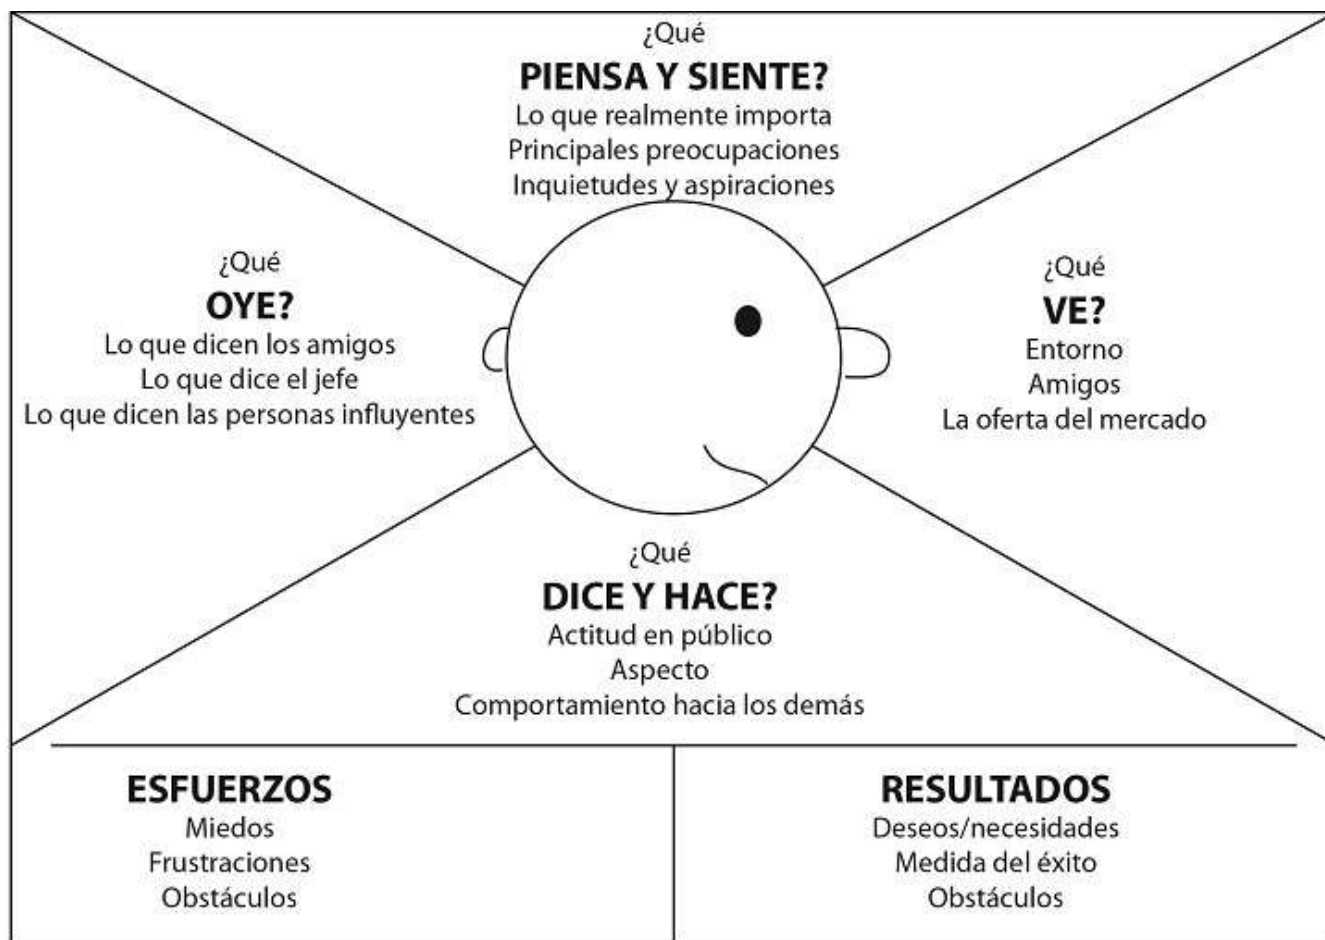 ¿Qué
PIENSA Y SIENTE?
Lo que realmente importa
Principales preocupaciones
Inquietudes y aspiraciones
¿Qué
OYE?
Lo que dicen los amigos
Lo que dice el jefe
Lo que dicen las personas influyentes
¿Qué
VE?
Entorno
Amigos
La oferta del mercado
¿Qué
DICE Y HACE?
Actitud en público
Aspecto
Comportamiento hacia los demás
ESFUERZOS
Miedos
Frustraciones
Obstáculos
RESULTADOS
Deseos/necesidades
Medida del éxito
Obstáculos